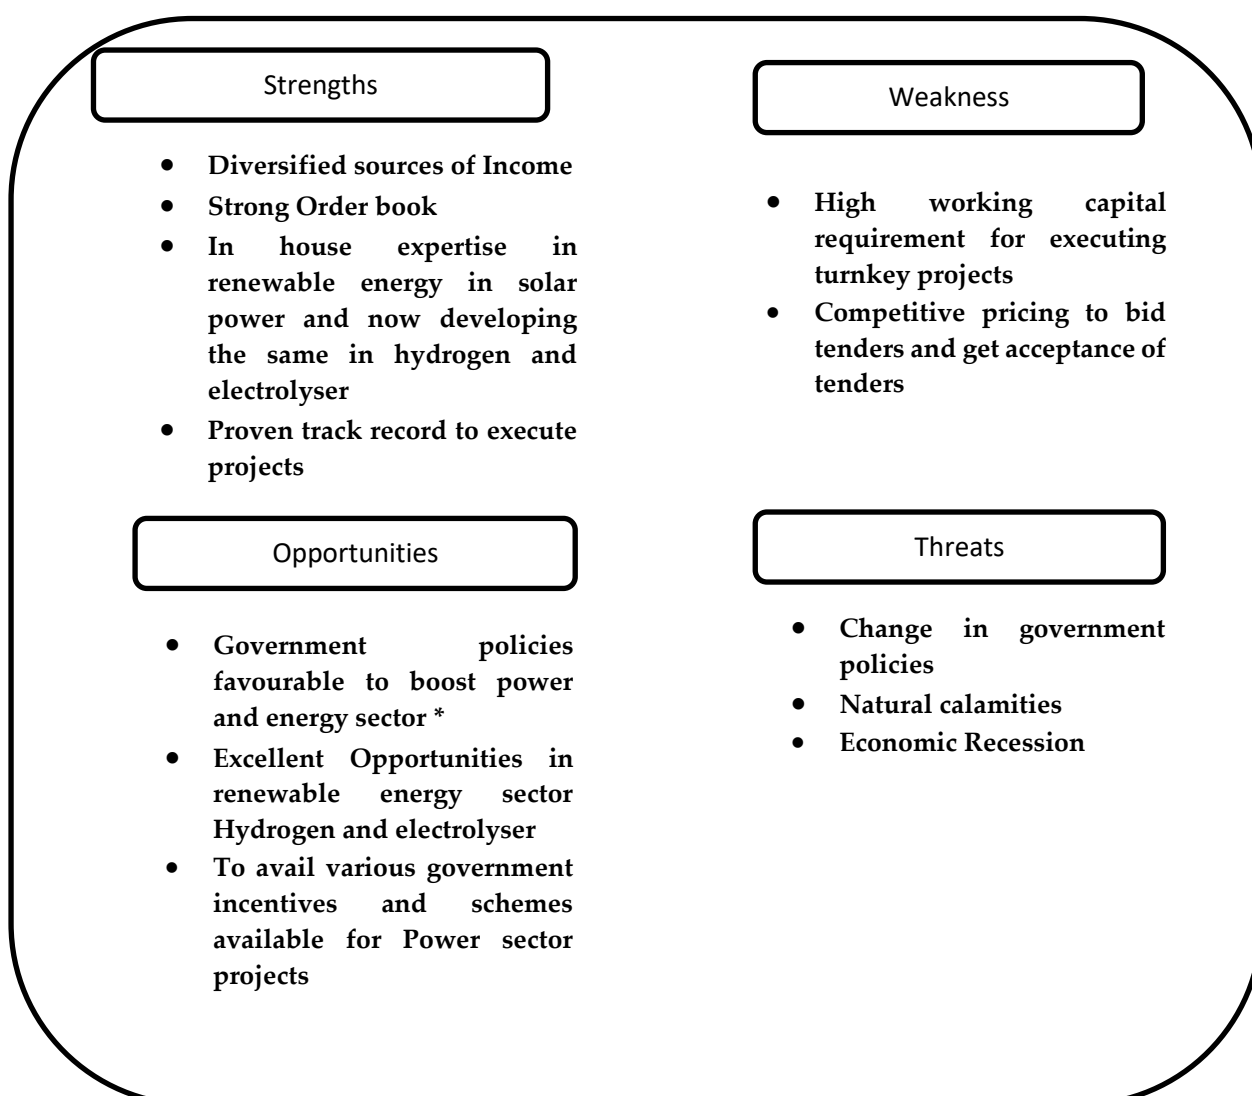 Strengths
• Diversified sources of Income
• Strong Order book
• In house expertise in
renewable energy in solar
power and now developing
the same in hydrogen and
electrolyser
• Proven track record to execute
projects
Weakness
• High working capital
requirement for executing
turnkey projects
• Competitive pricing to bid
tenders and get acceptance of
tenders
Opportunities
• Government policies
favourable to boost power
and energy sector *
• Excellent Opportunities in
renewable energy sector
Hydrogen and electrolyser
• To avail various government
incentives and schemes
available for Power sector
projects
Threats
• Change in government
policies
• Natural calamities
• Economic Recession